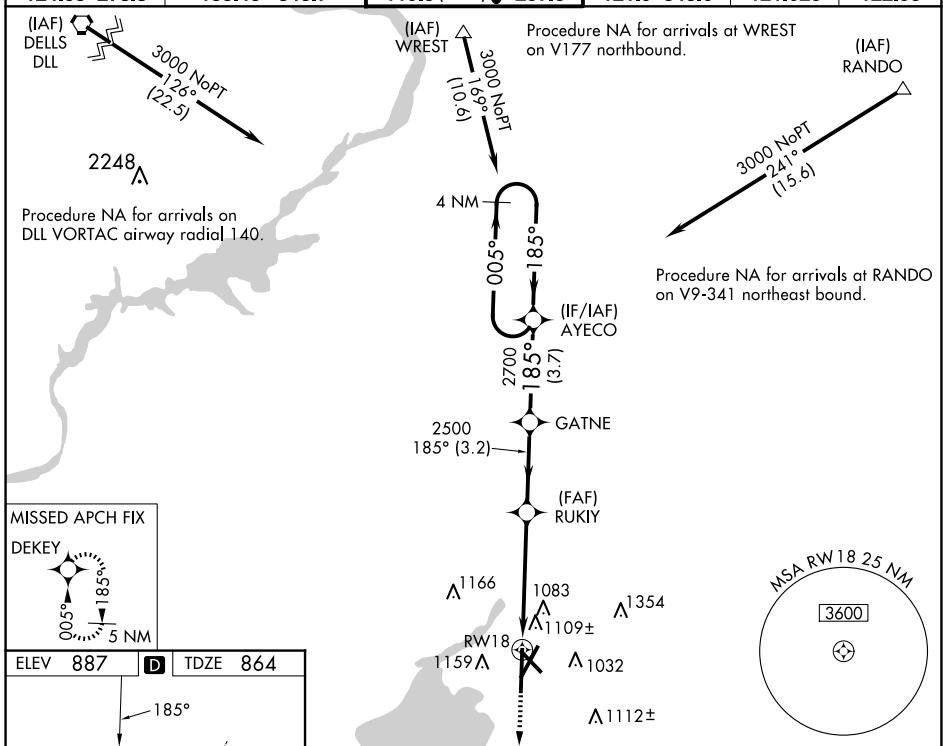 (IAF)
DELLS
DLL
3000 NoPT
126°
(22.5)
(IAF)
WREST
3000 NoPT
169°
(10.6)
Procedure NA for arrivals at WREST
on V177 northbound.
(IAF)
RANDO
3000 NoPT
241°
(15.6)
2248
Procedure NA for arrivals on
DLL VORTAC airway radial 140.
4 NM
005°
185°
Procedure NA for arrivals at RANDO
on V9-341 northeast bound.
(IF/IAF)
AYECO
2700
185°
(3.7)
GATNE
2500
185° (3.2)
(FAF)
RUKIY
MISSED APCH FIX
DEKEY
005°
185°
5 NM
1166
1083
1354
1109±
RW18
1159
1032
1112±
MSA RW18 25 NM
3600
ELEV 887 D TDZE 864
185°